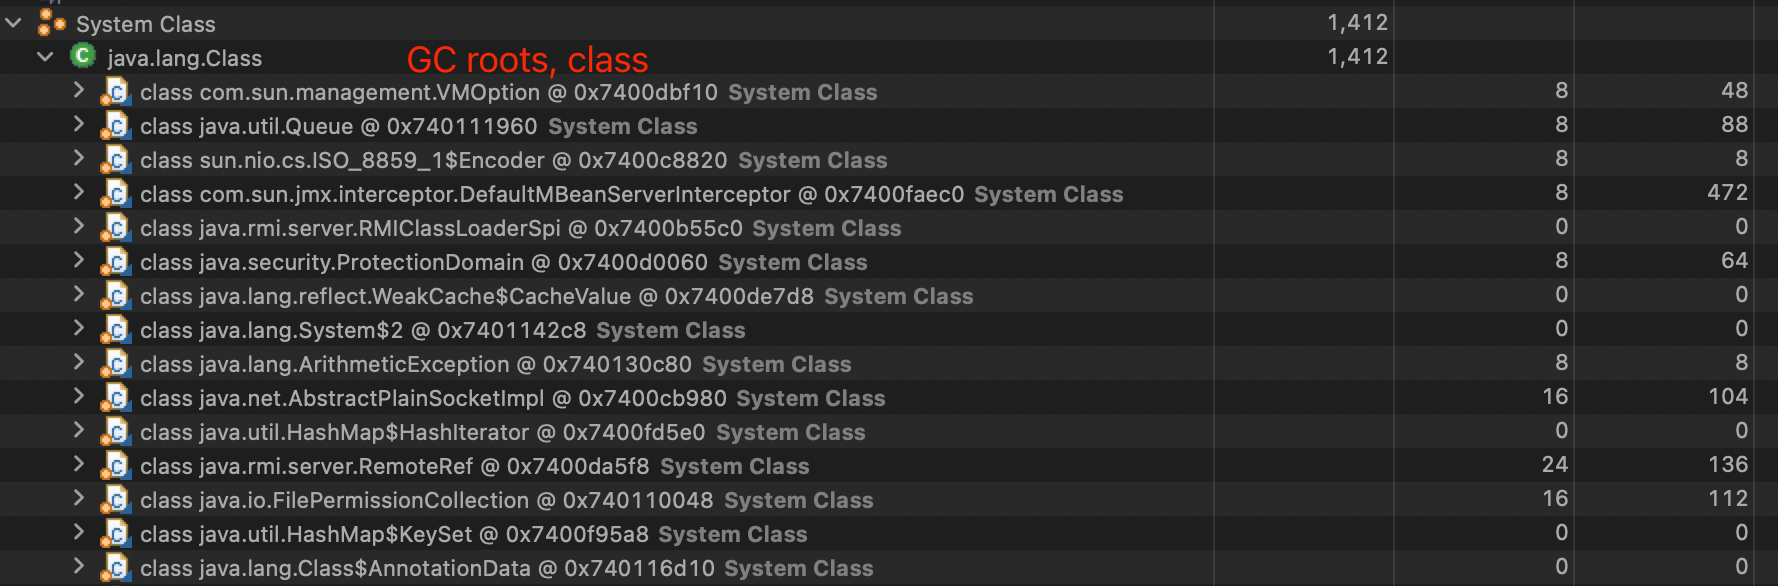 System Class 1,412
java.lang.Class GC roots, class 1,412
class com.sun.management.VMOption @ 0x7400dbf10 System Class 8 48
class java.util.Queue @ 0x740111960 System Class 8 88
class sun.nio.cs.ISO_8859_1$Encoder @ 0x7400c8820 System Class 8 8
class com.sun.jmx.interceptor.DefaultMBeanServerInterceptor @ 0x7400faec0 System Class 8 472
class java.rmi.server.RMIClassLoaderSpi @ 0x7400b55c0 System Class 0 0
class java.security.ProtectionDomain @ 0x7400d0060 System Class 8 64
class java.lang.reflect.WeakCache$CacheValue @ 0x7400de7d8 System Class 0 0
class java.lang.System$2 @ 0x7401142c8 System Class 0 0
class java.lang.ArithmeticException @ 0x740130c80 System Class 8 8
class java.net.AbstractPlainSocketImpl @ 0x7400cb980 System Class 16 104
class java.util.HashMap$HashIterator @ 0x7400fd5e0 System Class 0 0
class java.rmi.server.RemoteRef @ 0x7400da5f8 System Class 24 136
class java.io.FilePermissionCollection @ 0x740110048 System Class 16 112
class java.util.HashMap$KeySet @ 0x7400f95a8 System Class 0 0
class java.lang.Class$AnnotationData @ 0x740116d10 System Class 0 0